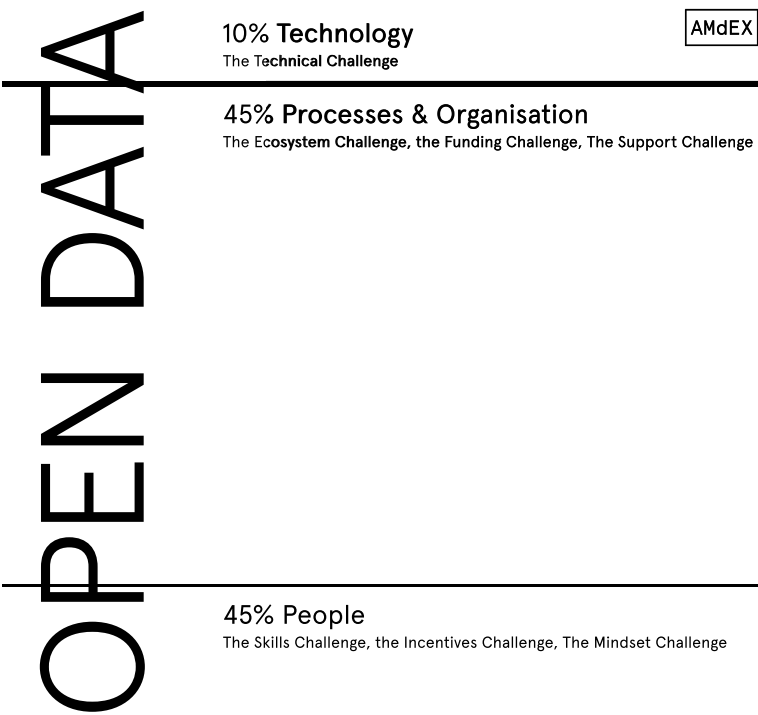 OPEN DATA
10% Technology
The Technical Challenge
AMdEX
45% Processes & Organisation
The Ecosystem Challenge, the Funding Challenge, The Support Challenge
45% People
The Skills Challenge, the Incentives Challenge, The Mindset Challenge